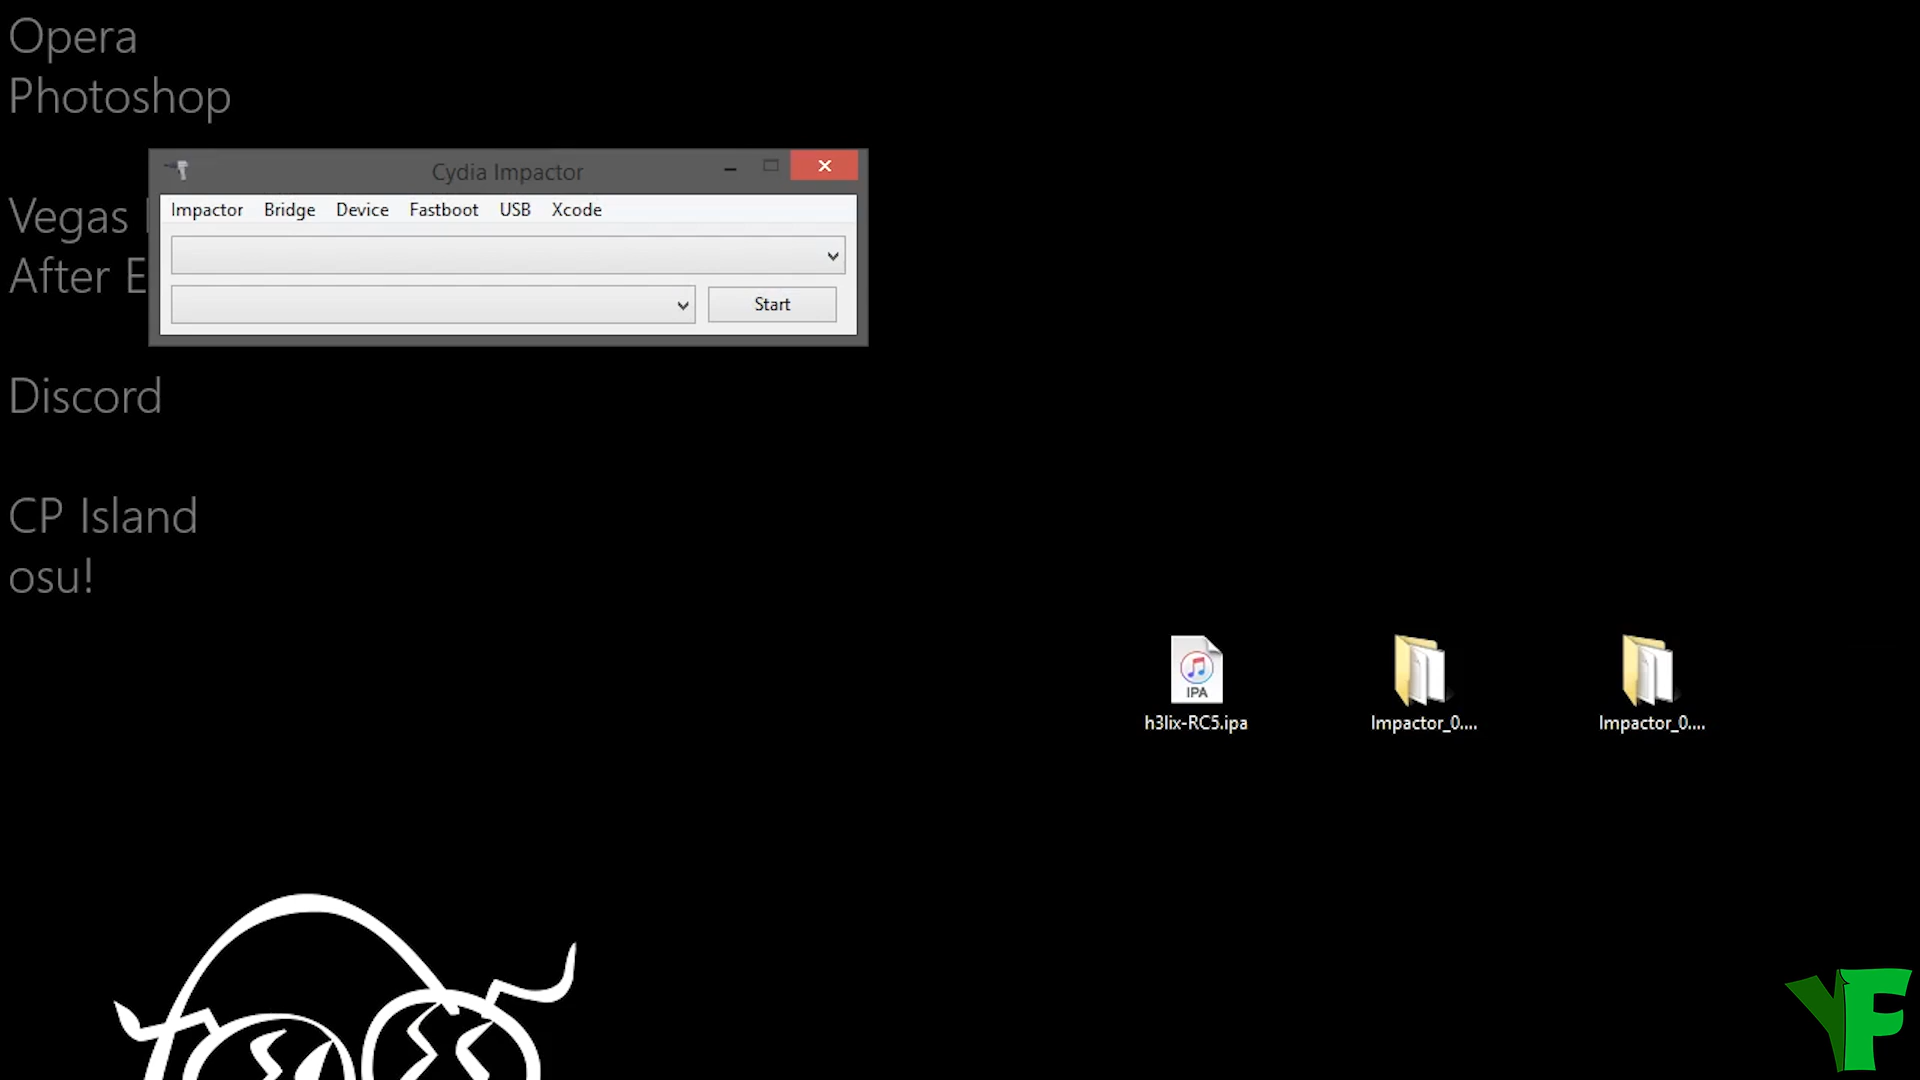 Opera
Photoshop
Cydia Impactor
Impactor Bridge Device Fastboot USB Xcode
Vegas
After E
Start
Discord
CP Island
osu!
IPA
h3lix-RC5.ipa
Impactor_0....
Impactor_0....
YF